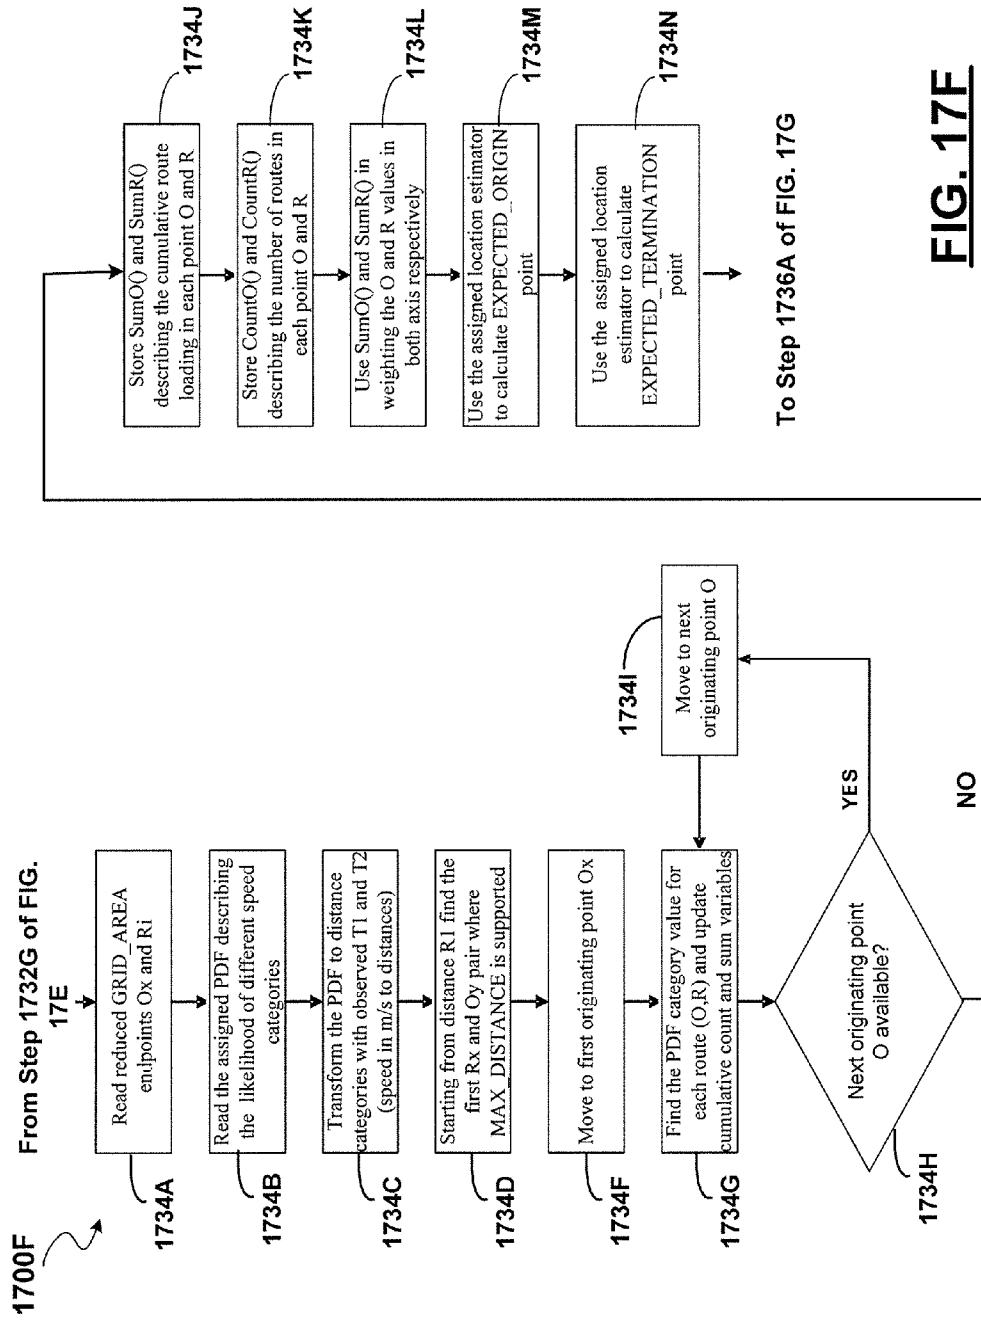 1700F
From Step 1732G of FIG.
17E
Read reduced GRID_AREA
endpoints Ox and Ri
1734A
Read the assigned PDF describing
the likelihood of different speed
categories
1734B
Transform the PDF to distance
categories with observed T1 and T2
(speed in m/s to distances)
1734C
Starting from distance R1 find the
first Rx and Oy pair where
MAX_DISTANCE is supported
1734D
Move to first originating point Ox
1734F
Find the PDF category value for
each route (O,R) and update
cumulative count and sum variables
1734G
Next originating point
O available?
1734H
YES
NO
Move to next
originating point O
1734I
Store SumO() and SumR()
describing the cumulative route
loading in each point O and R
1734J
Store CountO() and CountR()
describing the number of routes in
each point O and R
1734K
Use SumO() and SumR() in
weighting the O and R values in
both axis respectively
1734L
Use the assigned location estimator
to calculate EXPECTED_ORIGIN
point
1734M
Use the assigned location
estimator to calculate
EXPECTED_TERMINATION
point
1734N
To Step 1736A of FIG. 17G
FIG. 17F